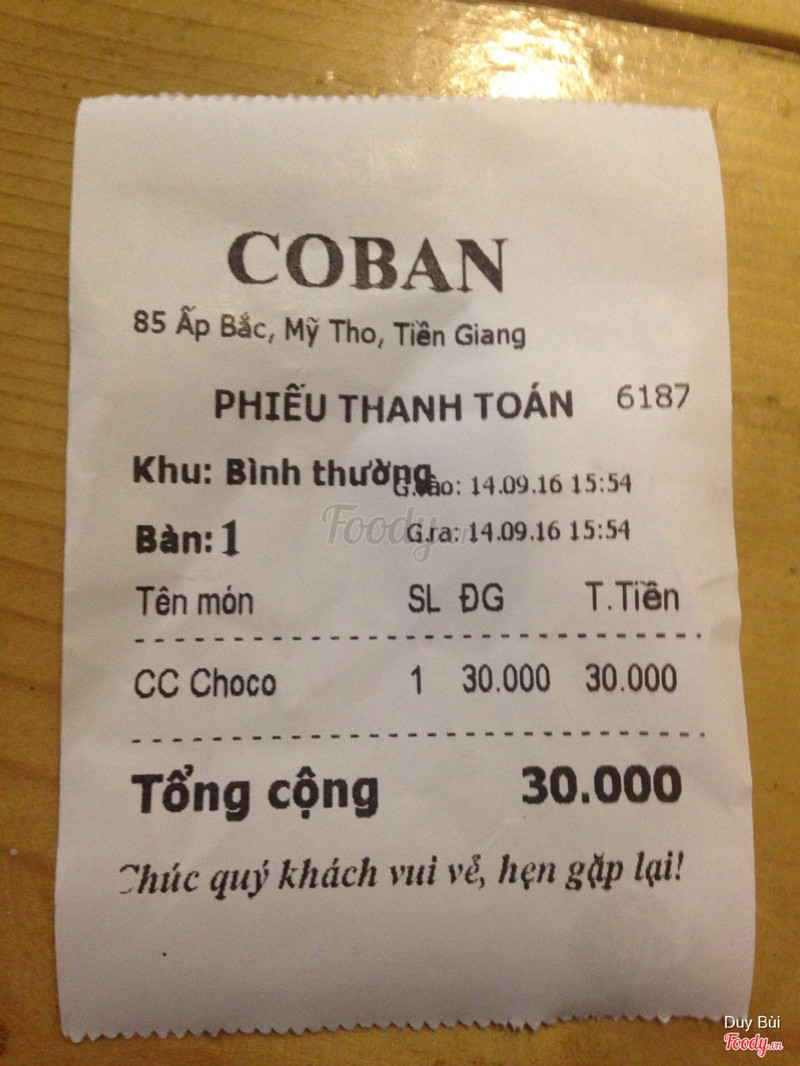 COBAN
85 Ấp Bắc, Mỹ Tho, Tiền Giang
PHIẾU THANH TOÁN 6187
Khu: Bình thường G.vào: 14.09.16 15:54
Bàn: 1 G.ra: 14.09.16 15:54
Tên món SL ĐG T.Tiền
CC Choco 1 30.000 30.000
Tổng cộng 30.000
Chúc quý khách vui vẻ, hẹn gặp lại!
Foody.vn
Duy Bùi
Foody.vn